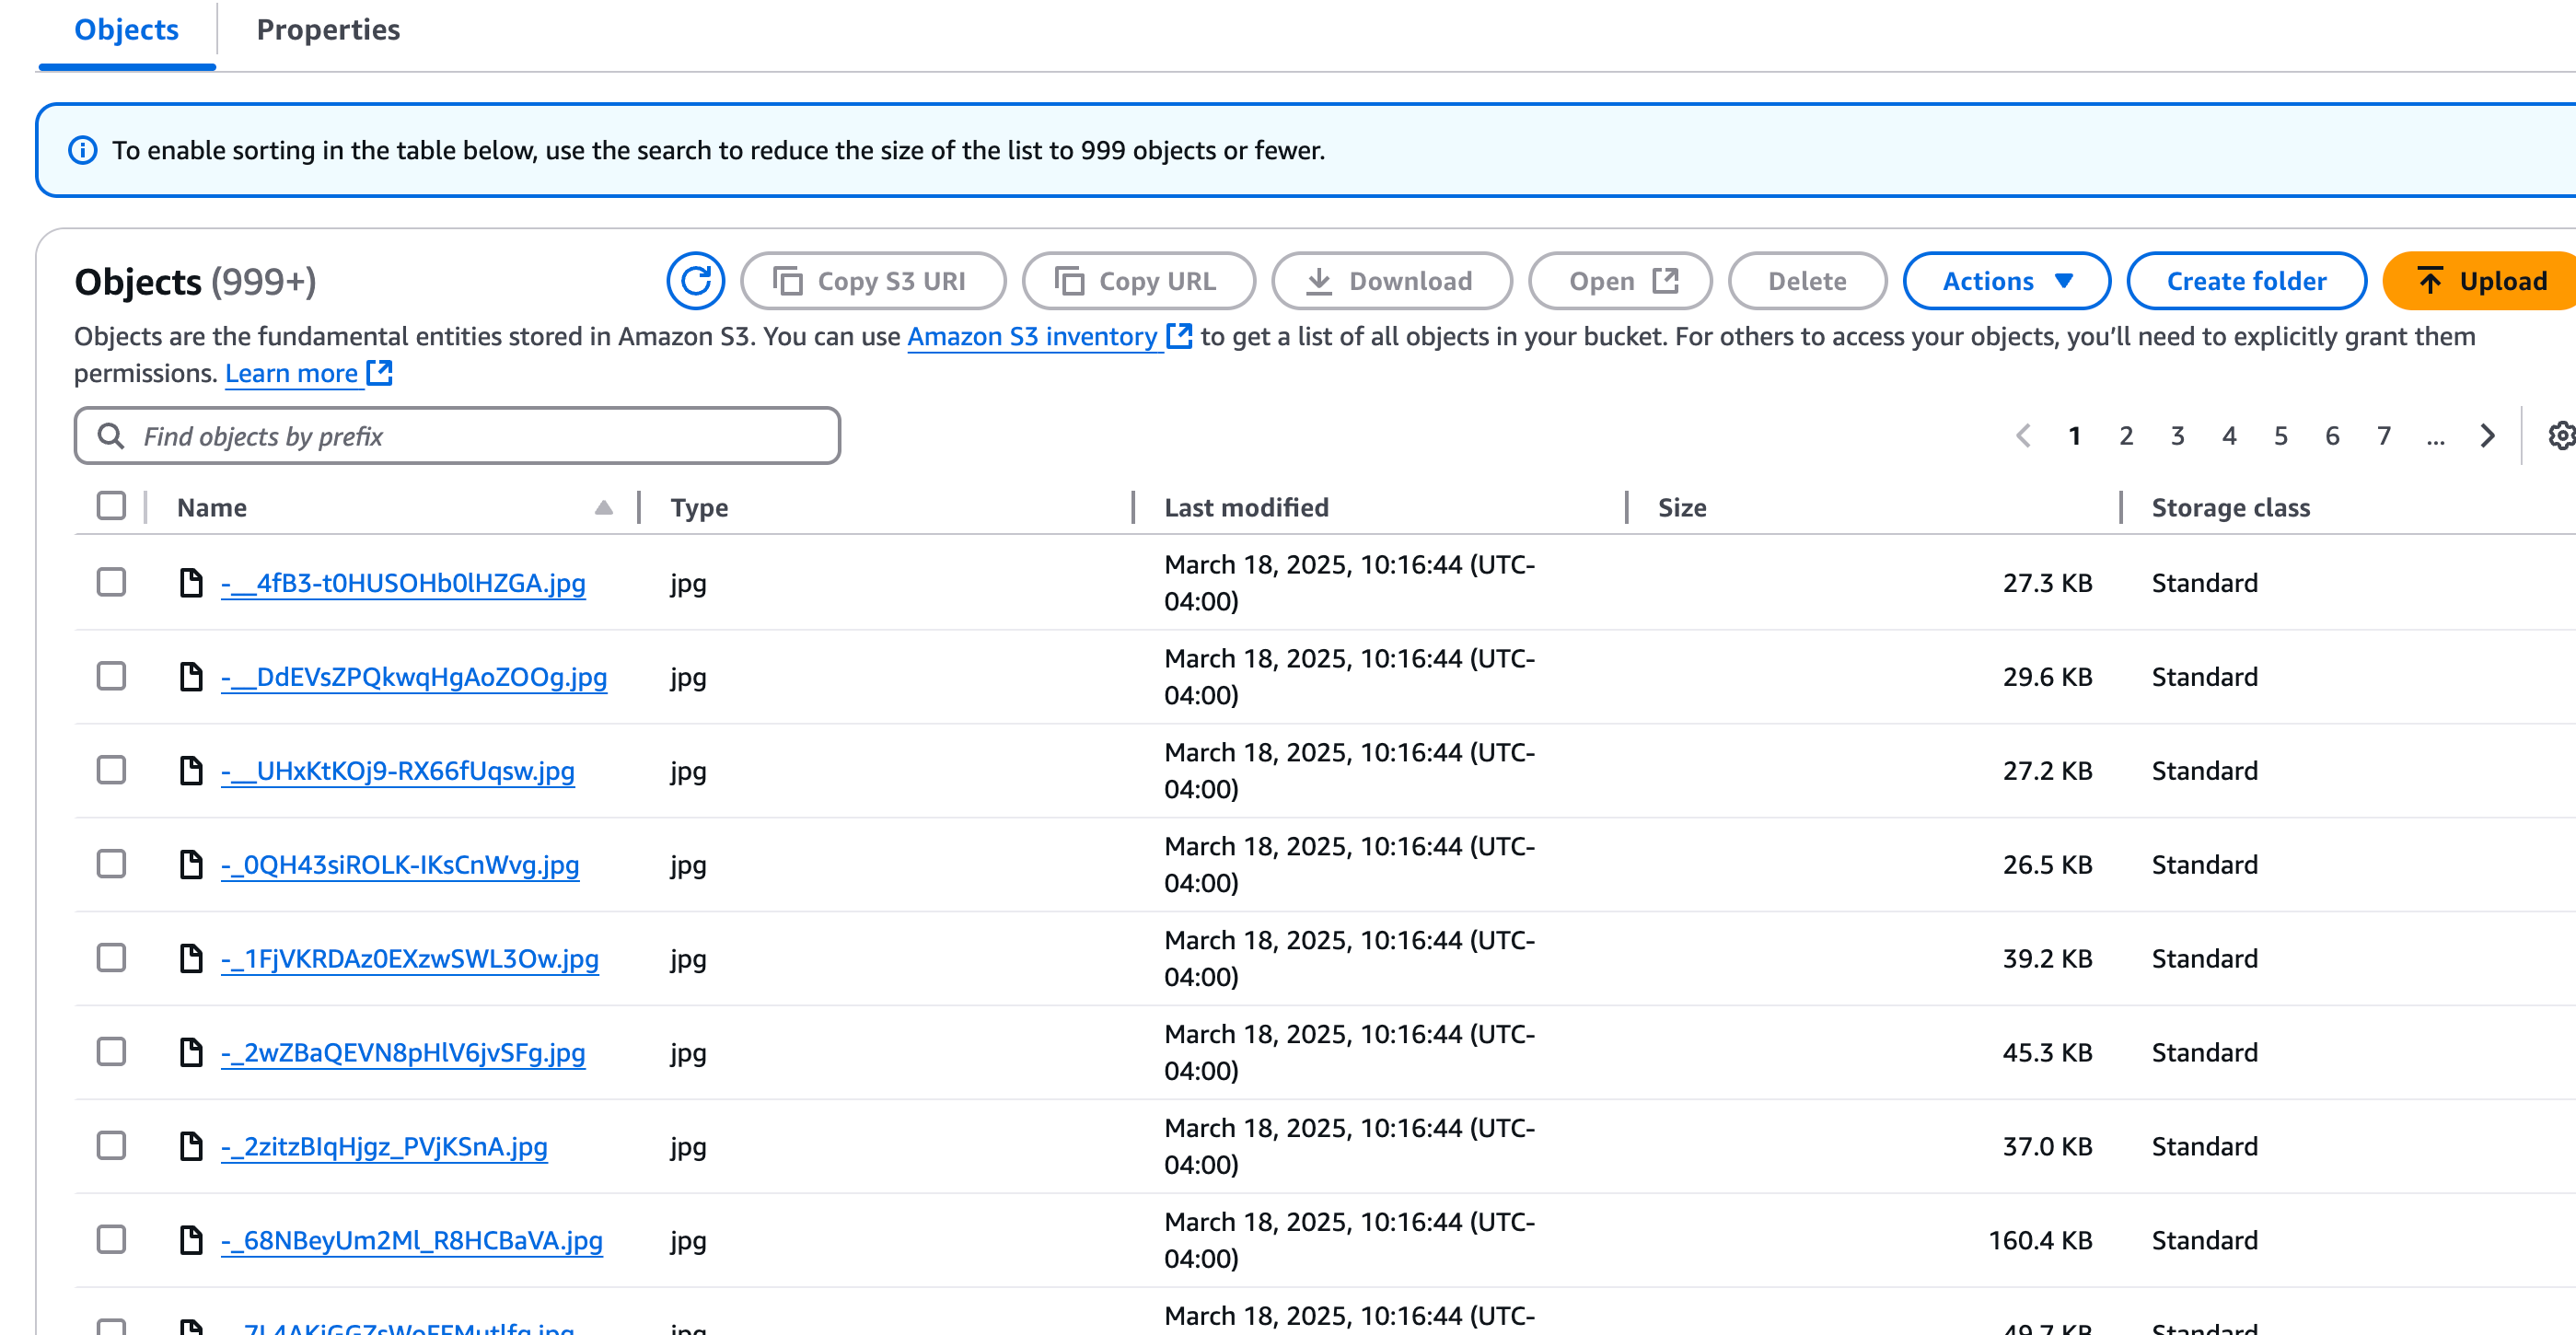 Objects
Properties
To enable sorting in the table below, use the search to reduce the size of the list to 999 objects or fewer.
Objects (999+)
Copy S3 URI
Copy URL
Download
Open
Delete
Actions
Create folder
Upload
Objects are the fundamental entities stored in Amazon S3. You can use Amazon S3 inventory to get a list of all objects in your bucket. For others to access your objects, you’ll need to explicitly grant them
permissions. Learn more
Find objects by prefix
1 2 3 4 5 6 7 ...
Name Type Last modified Size Storage class
-__4fB3-t0HUSOHb0lHZGA.jpg jpg March 18, 2025, 10:16:44 (UTC-
04:00) 27.3 KB Standard
-__DdEVsZPQkwqHgAoZOOg.jpg jpg March 18, 2025, 10:16:44 (UTC-
04:00) 29.6 KB Standard
-__UHxKtKOj9-RX66fUqsw.jpg jpg March 18, 2025, 10:16:44 (UTC-
04:00) 27.2 KB Standard
-_0QH43siROLK-IKsCnWvg.jpg jpg March 18, 2025, 10:16:44 (UTC-
04:00) 26.5 KB Standard
-_1FjVKRDAz0EXzwSWL3Ow.jpg jpg March 18, 2025, 10:16:44 (UTC-
04:00) 39.2 KB Standard
-_2wZBaQEVN8pHlV6jvSFg.jpg jpg March 18, 2025, 10:16:44 (UTC-
04:00) 45.3 KB Standard
-_2zitzBIqHjgz_PVjKSnA.jpg jpg March 18, 2025, 10:16:44 (UTC-
04:00) 37.0 KB Standard
-_68NBeyUm2Ml_R8HCBaVA.jpg jpg March 18, 2025, 10:16:44 (UTC-
04:00) 160.4 KB Standard
jpg March 18, 2025, 10:16:44 (UTC-
49.7 KB Standard